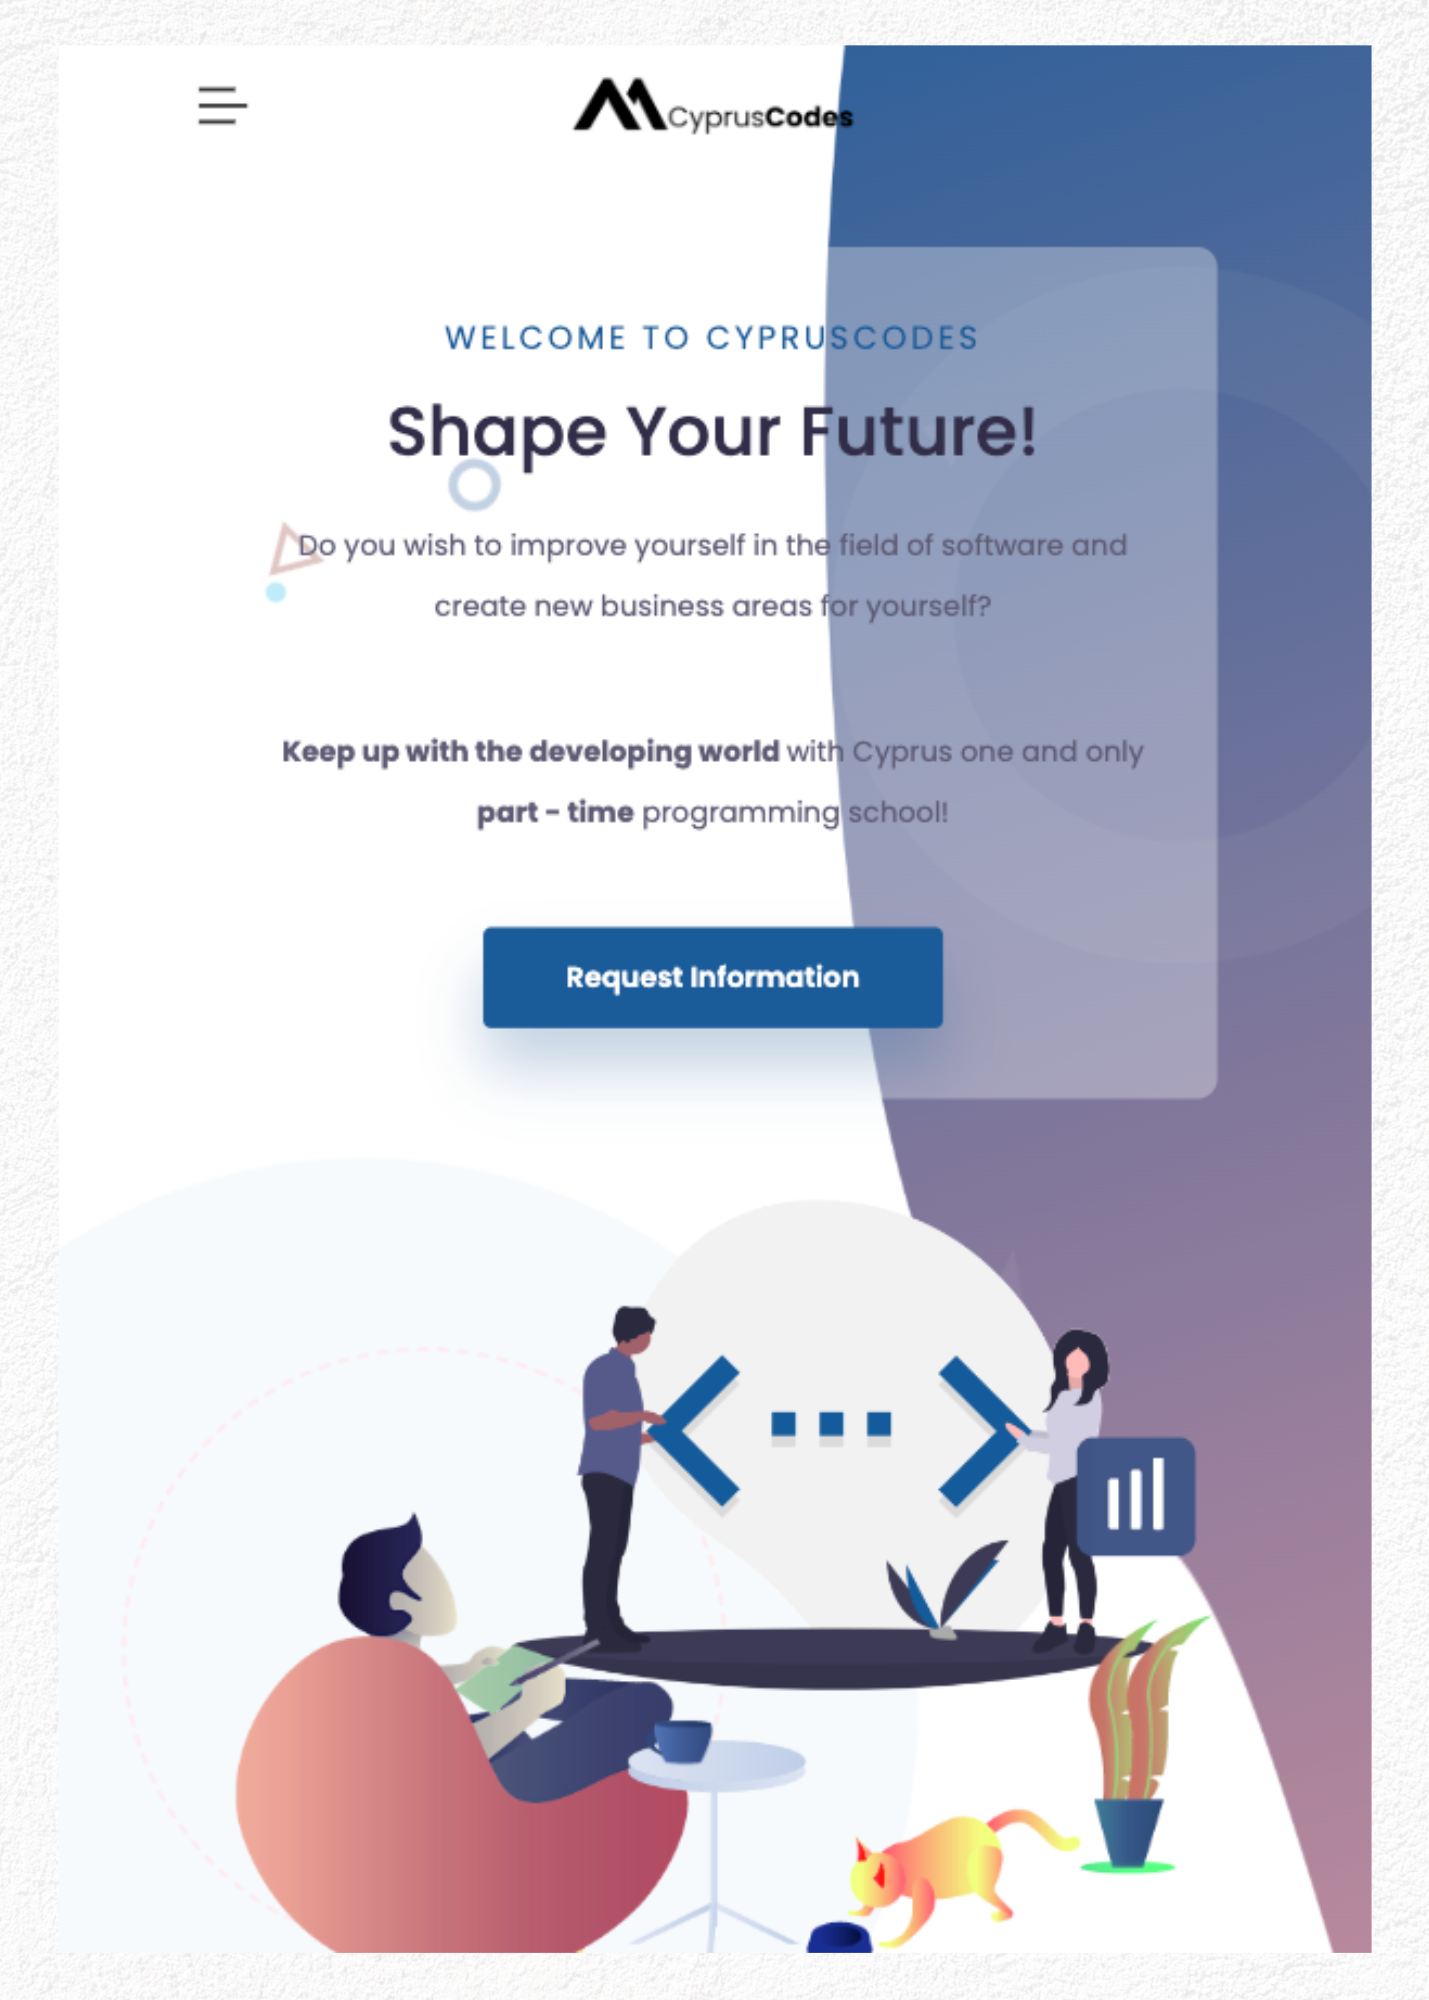 CyprusCodes
WELCOME TO CYPRUSCODES
Shape Your Future!
Do you wish to improve yourself in the field of software and
create new business areas for yourself?
Keep up with the developing world with Cyprus one and only
part - time programming school!
Request Information